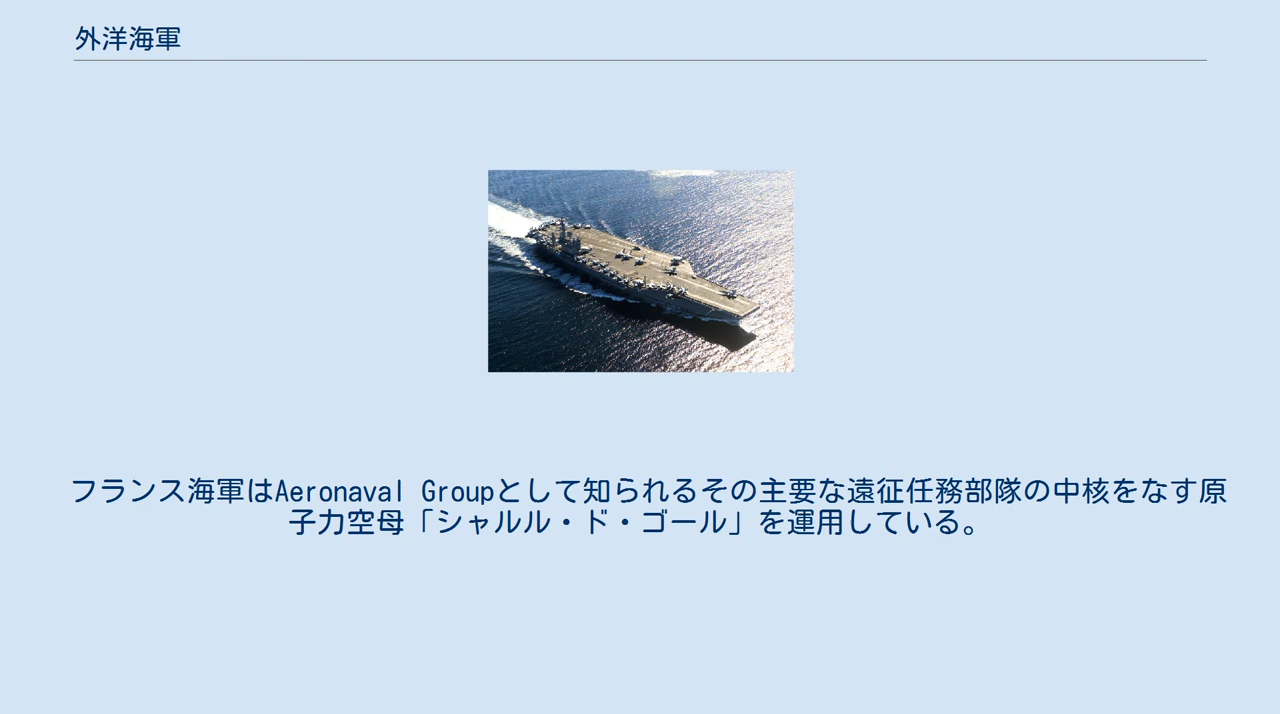 外洋海軍
フランス海軍はAeronaval Groupとして知られるその主要な遠征任務部隊の中核をなす原
子力空母「シャルル・ド・ゴール」を運用している。